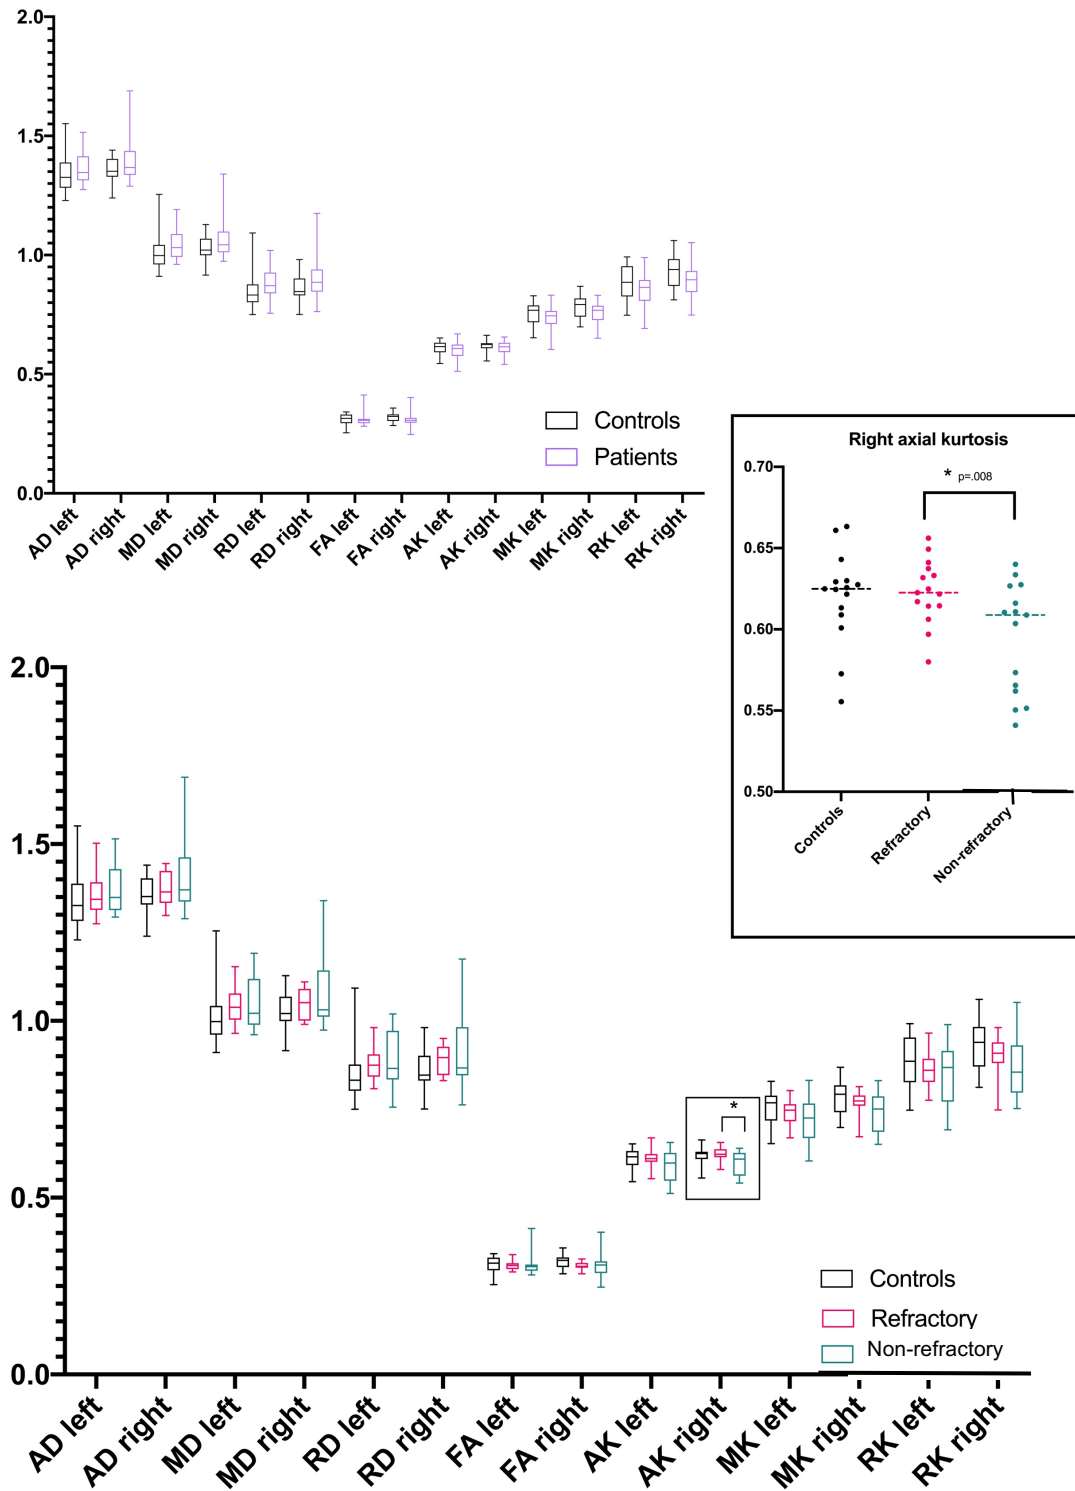 2.0
1.5
1.0
0.5
0.0
AD left
AD right
MD left
MD right
RD left
RD right
FA left
FA right
AK left
AK right
MK left
MK right
RK left
RK right
Controls
Patients
Right axial kurtosis
* p=.008
0.70
0.65
0.60
0.55
0.50
Controls
Refractory
Non-refractory
2.0
1.5
1.0
0.5
0.0
*
AD left
AD right
MD left
MD right
RD left
RD right
FA left
FA right
AK left
AK right
MK left
MK right
RK left
RK right
Controls
Refractory
Non-refractory